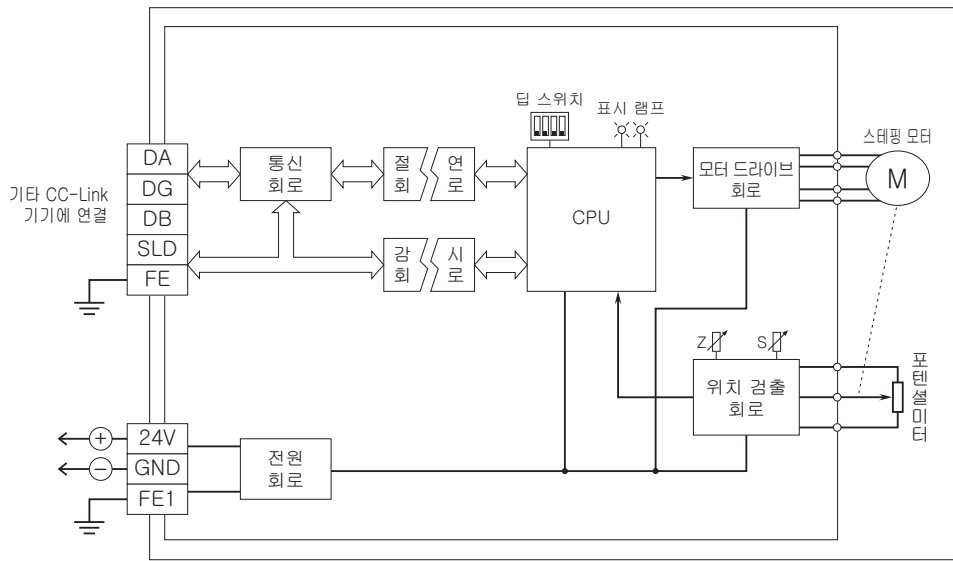 딥 스위치
표시 램프
스테핑 모터
DA
DG
DB
SLD
FE
기타 CC-Link
기기에 연결
통신
회로
절
회
연
로
감
회
시
로
CPU
모터 드라이브
회로
M
Z
S
위치 검출
회로
포텐셜미터
+
24V
−
GND
FE1
전원
회로